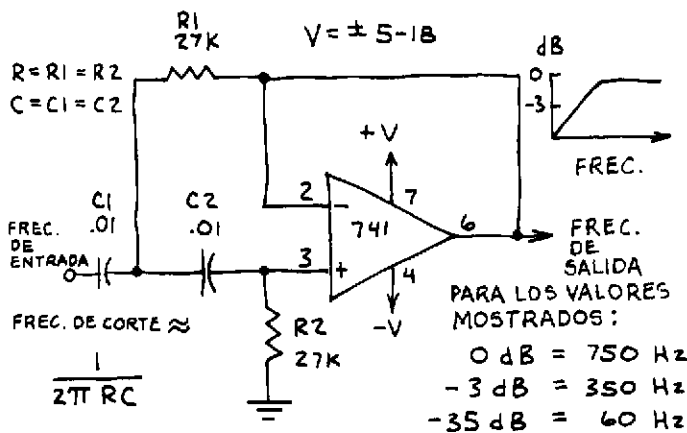 R1
27K
V = ± 5-18
R = R1 = R2
C = C1 = C2
dB
0
-3
FREC.
+V
C1
.01
C2
.01
2
-
7
741
6
3
+
4
-V
FREC.
DE
ENTRADA
FREC.
DE
SALIDA
R2
27K
FREC. DE CORTE ≈
1
2π RC
PARA LOS VALORES
MOSTRADOS:
0 dB = 750 Hz
-3 dB = 350 Hz
-35 dB = 60 Hz